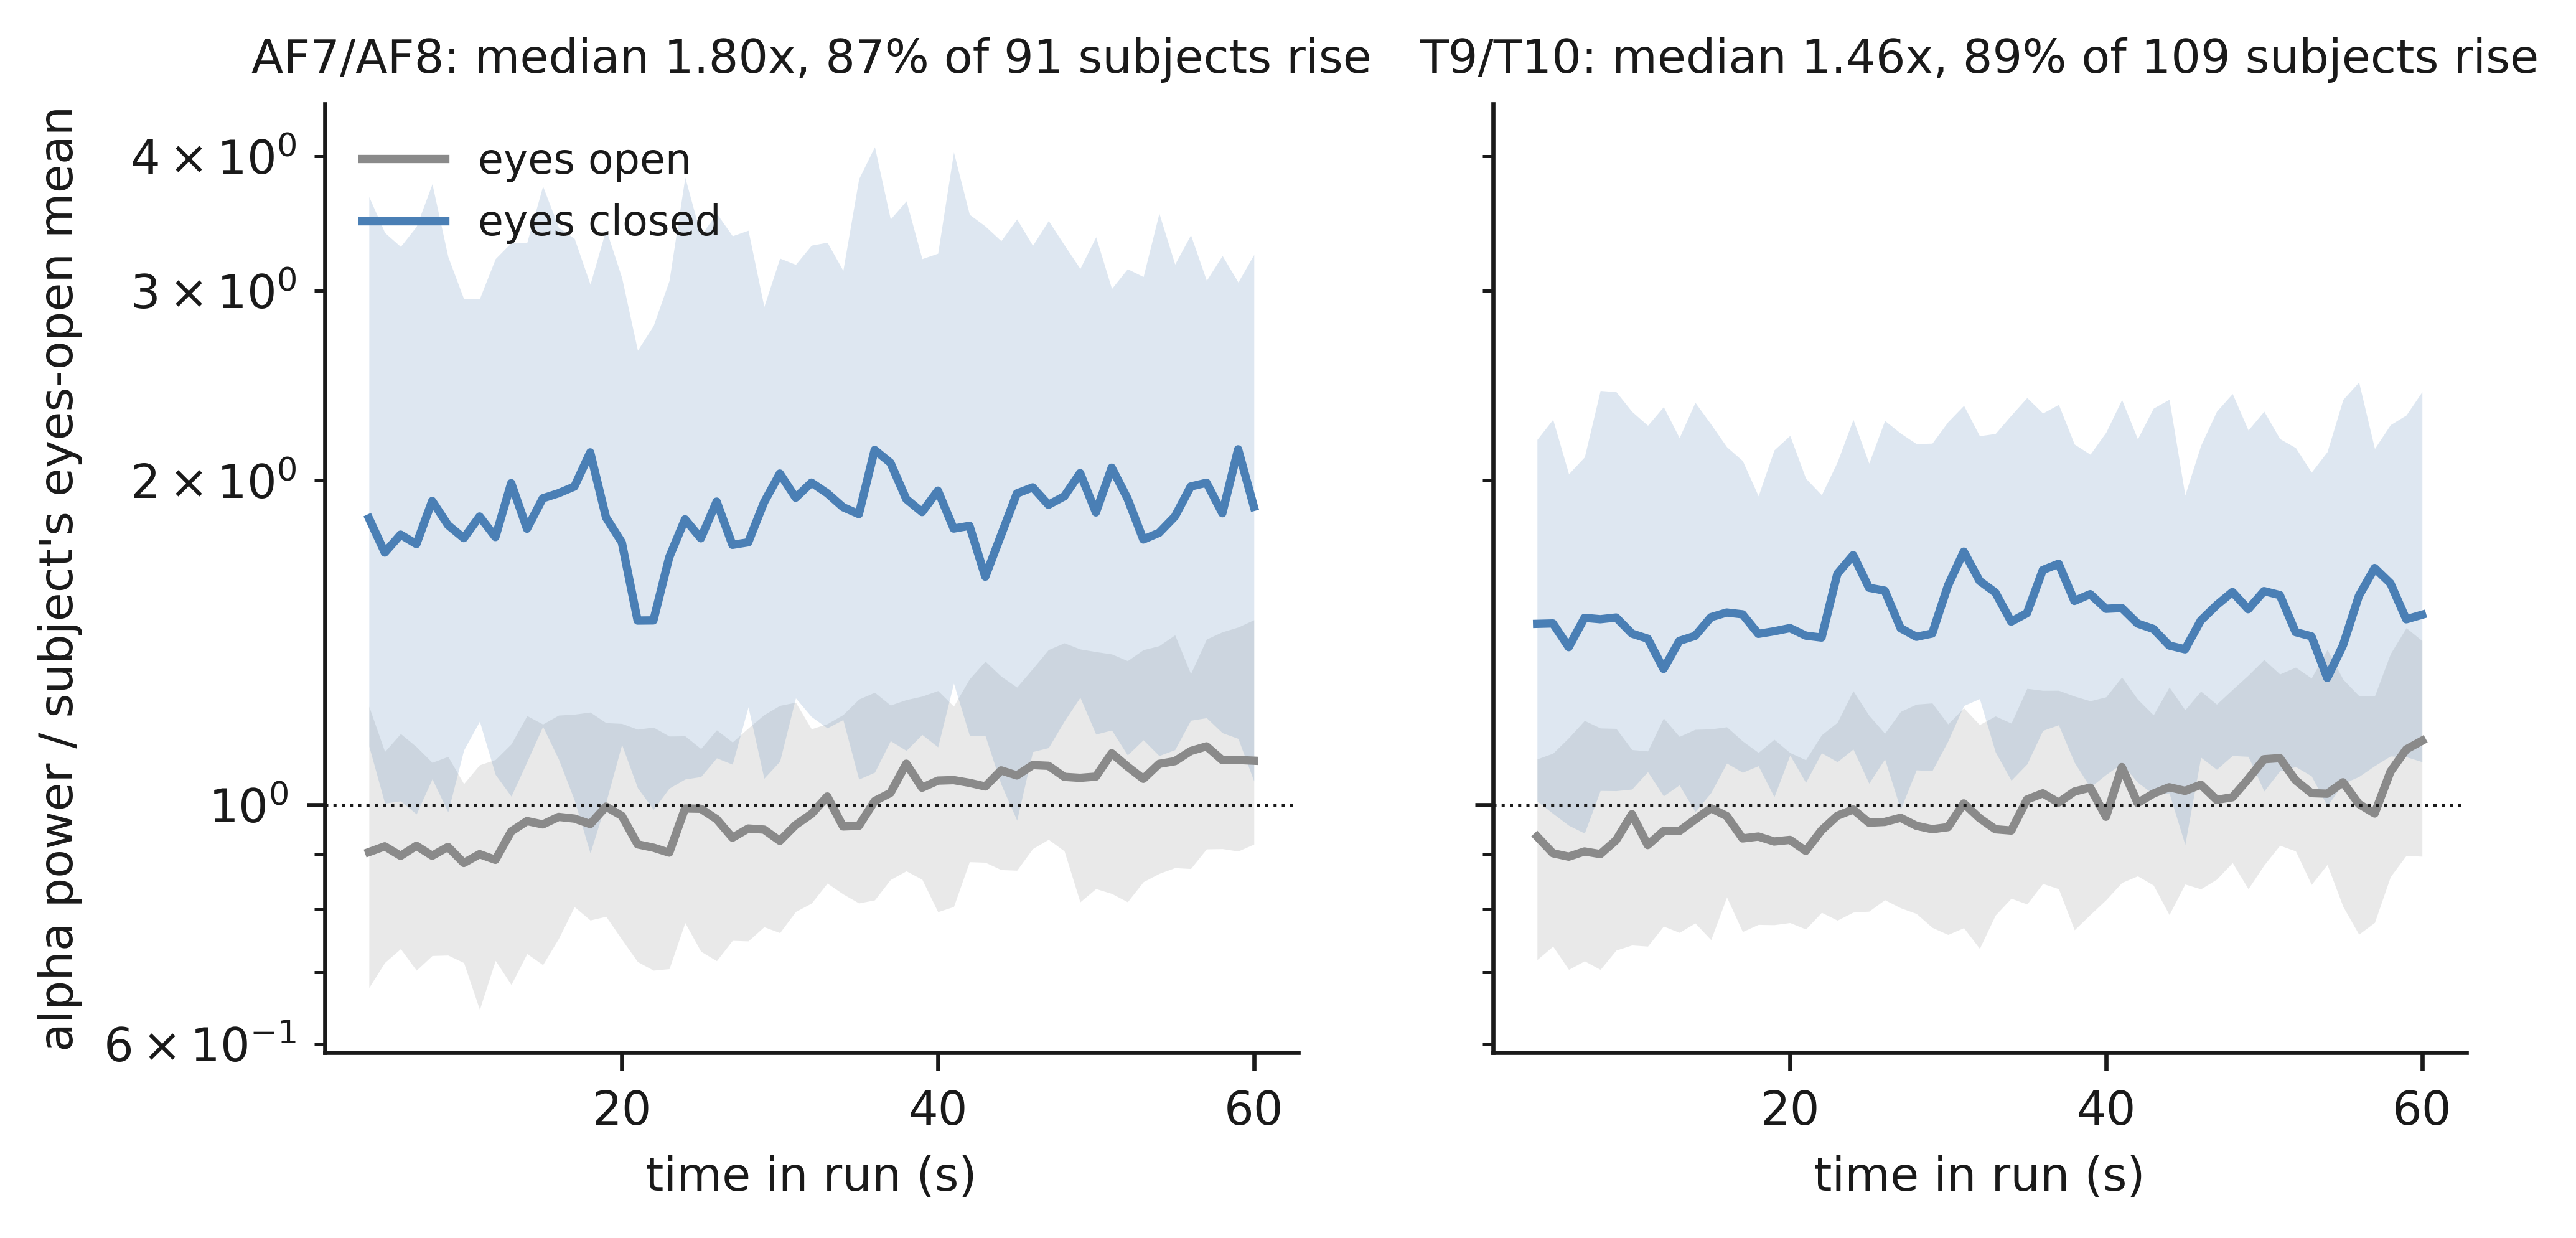 AF7/AF8: median 1.80x, 87% of 91 subjects rise
T9/T10: median 1.46x, 89% of 109 subjects rise
alpha power / subject's eyes-open mean
4 × 10⁰
3 × 10⁰
2 × 10⁰
10⁰
6 × 10⁻¹
eyes open
eyes closed
20 40 60
time in run (s)
20 40 60
time in run (s)